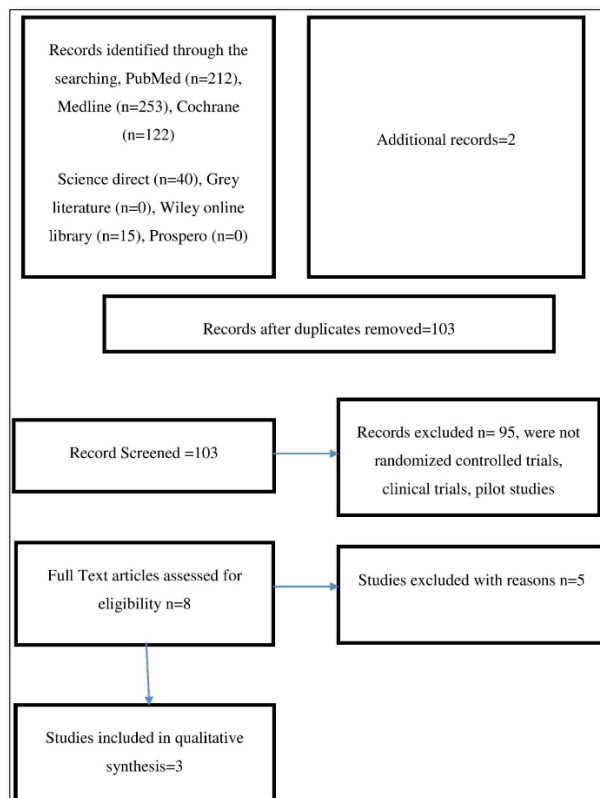 Records identified through the
searching, PubMed (n=212),
Medline (n=253), Cochrane
(n=122)
Science direct (n=40), Grey
literature (n=0), Wiley online
library (n=15), Prospero (n=0)
Additional records=2
Records after duplicates removed=103
Record Screened =103
Records excluded n= 95, were not
randomized controlled trials,
clinical trials, pilot studies
Full Text articles assessed for
eligibility n=8
Studies excluded with reasons n=5
Studies included in qualitative
synthesis=3